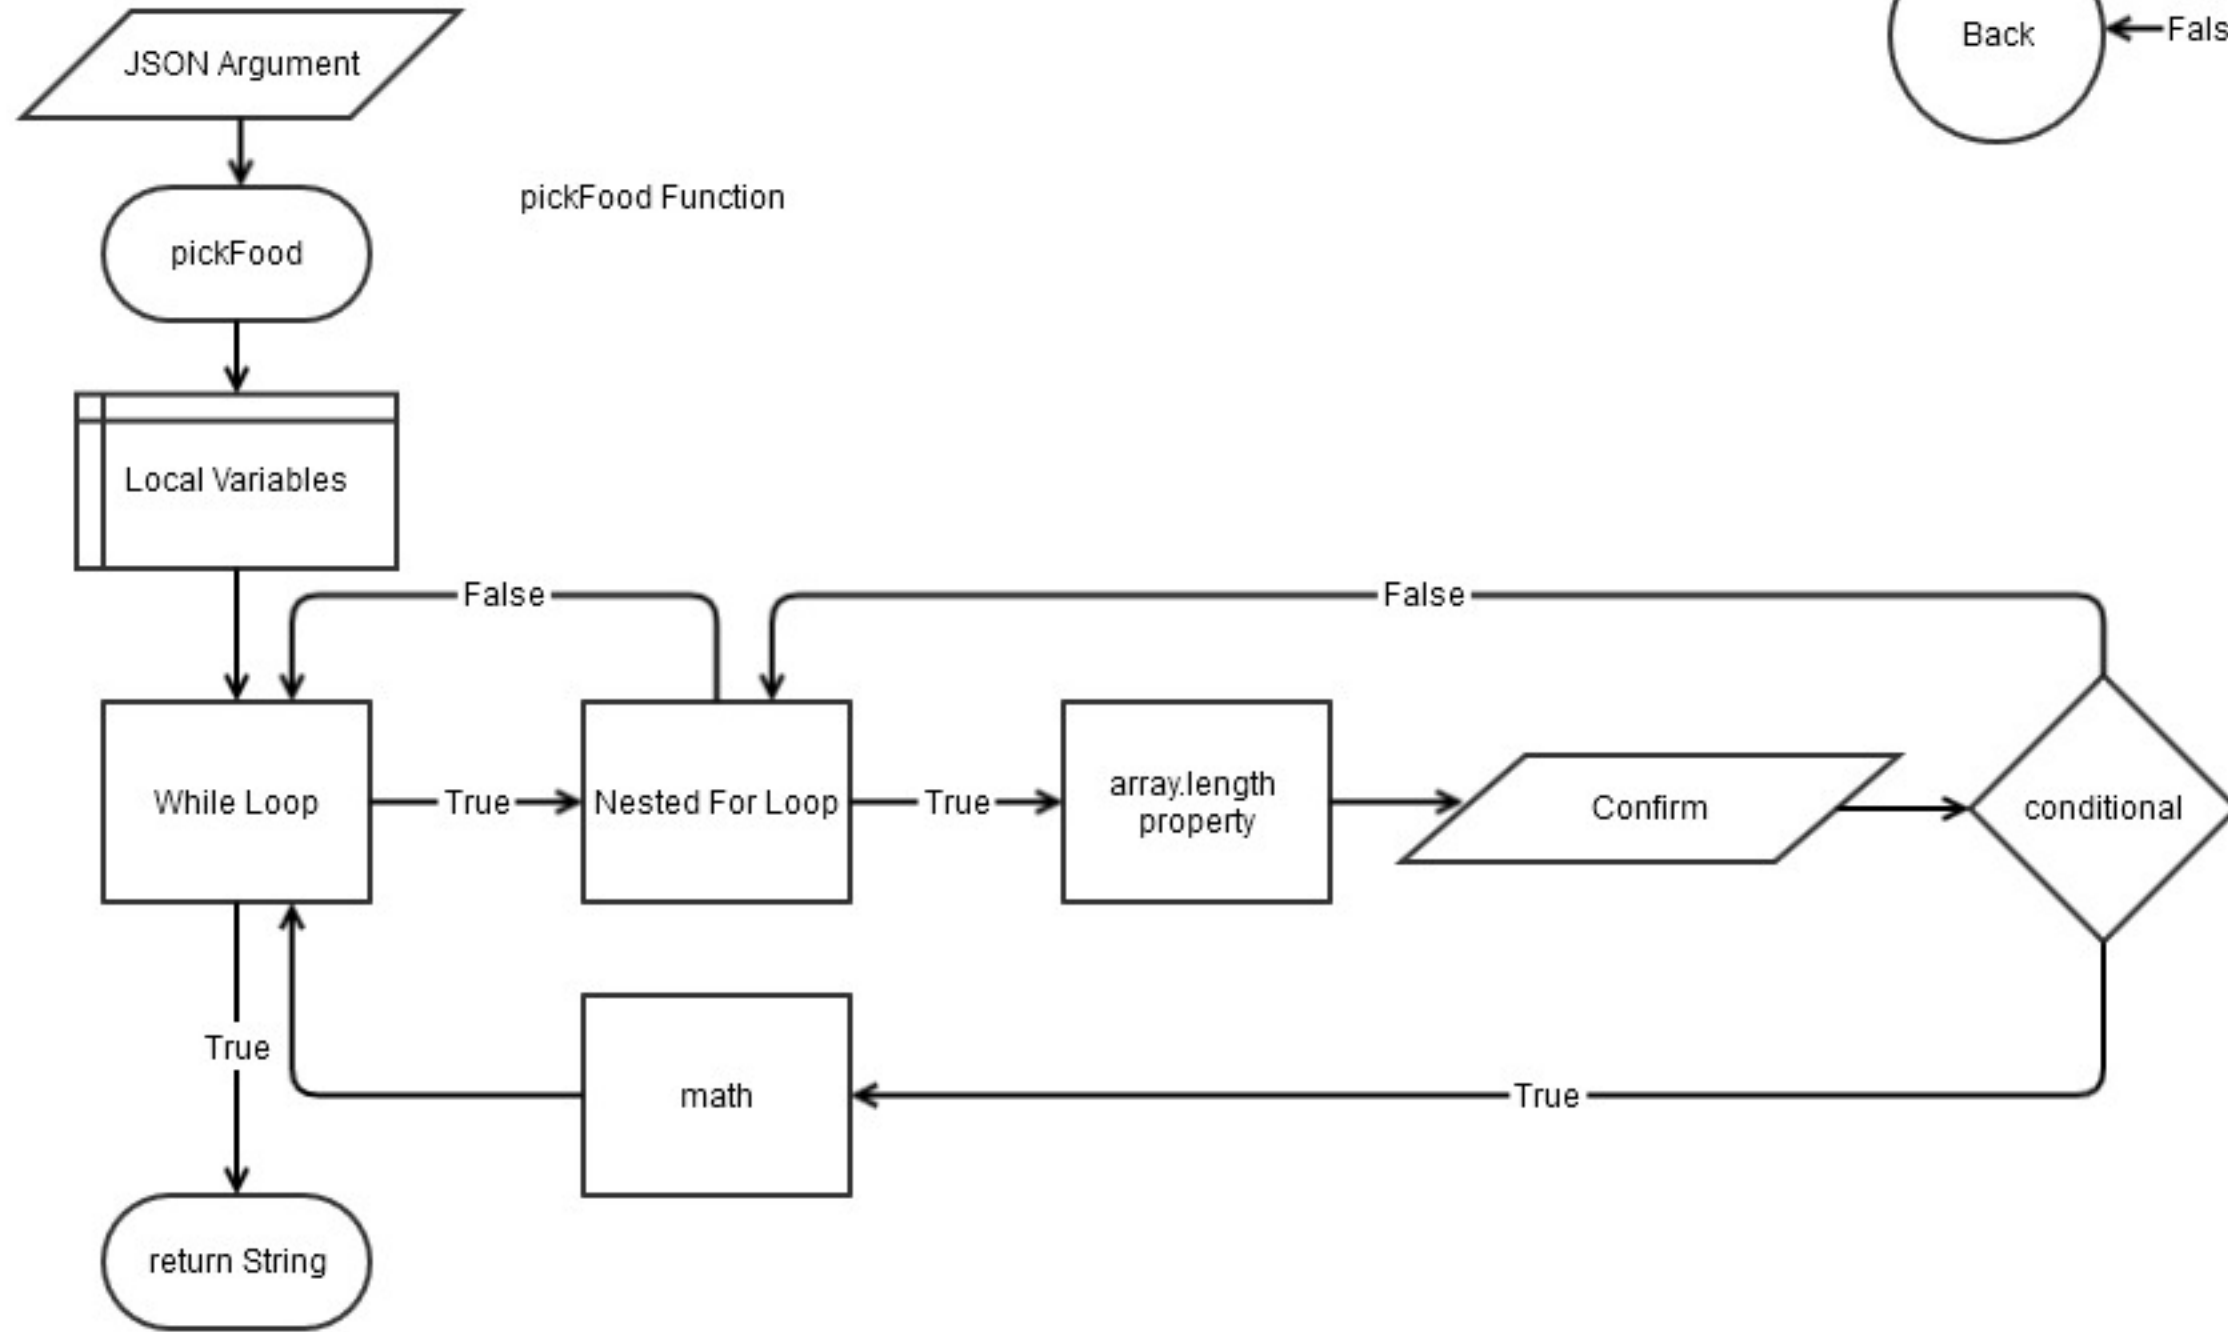 JSON Argument
Back
Fals
pickFood Function
pickFood
Local Variables
False
False
While Loop
True
Nested For Loop
True
array.length
property
Confirm
conditional
True
math
True
return String